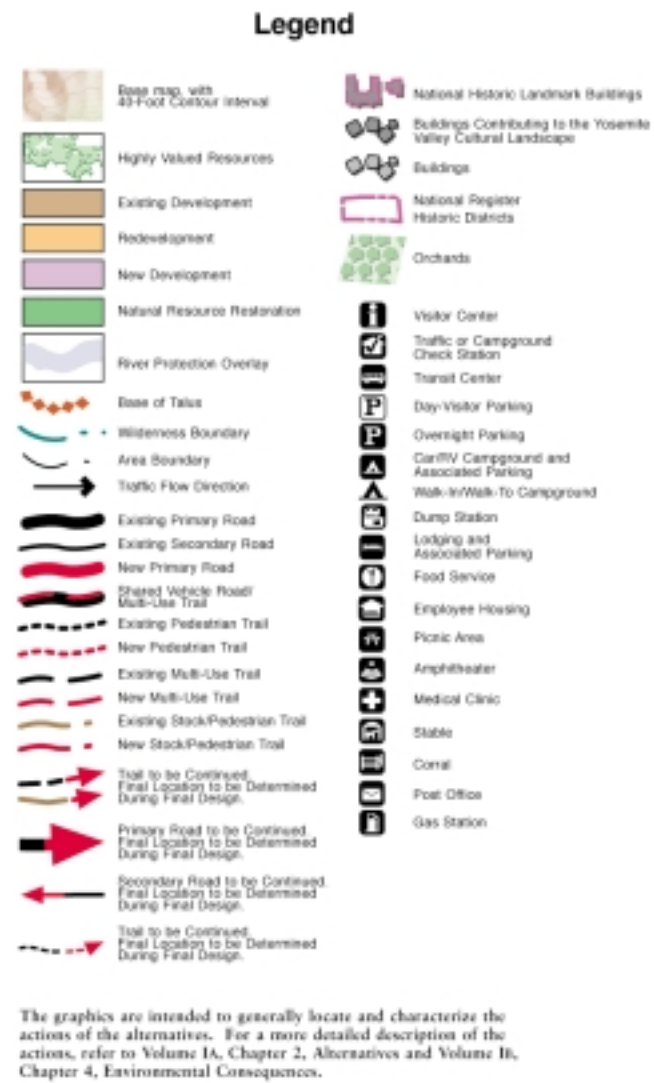 Legend
Base map, with
40-Foot Contour Interval
Highly Valued Resources
Existing Development
Redevelopment
New Development
Natural Resource Restoration
River Protection Overlay
Base of Talus
Wilderness Boundary
Area Boundary
Traffic Flow Direction
Existing Primary Road
Existing Secondary Road
New Primary Road
Shared Vehicle Road/
Multi-Use Trail
Existing Pedestrian Trail
New Pedestrian Trail
Existing Multi-Use Trail
New Multi-Use Trail
Existing Stock/Pedestrian Trail
New Stock/Pedestrian Trail
Trail to be Continued.
Final Location to be Determined
During Final Design.
Primary Road to be Continued.
Final Location to be Determined
During Final Design.
Secondary Road to be Continued.
Final Location to be Determined
During Final Design.
Trail to be Continued.
Final Location to be Determined
During Final Design.
National Historic Landmark Buildings
Buildings Contributing to the Yosemite
Valley Cultural Landscape
Buildings
National Register
Historic Districts
Orchards
Visitor Center
Traffic or Campground
Check Station
Transit Center
P
Day-Visitor Parking
P
Overnight Parking
Car/RV Campground and
Associated Parking
Walk-In/Walk-To Campground
Dump Station
Lodging and
Associated Parking
Food Service
Employee Housing
Picnic Area
Amphitheater
Medical Clinic
Stable
Corral
Post Office
Gas Station
The graphics are intended to generally locate and characterize the
actions of the alternatives. For a more detailed description of the
actions, refer to Volume IA, Chapter 2, Alternatives and Volume IB,
Chapter 4, Environmental Consequences.